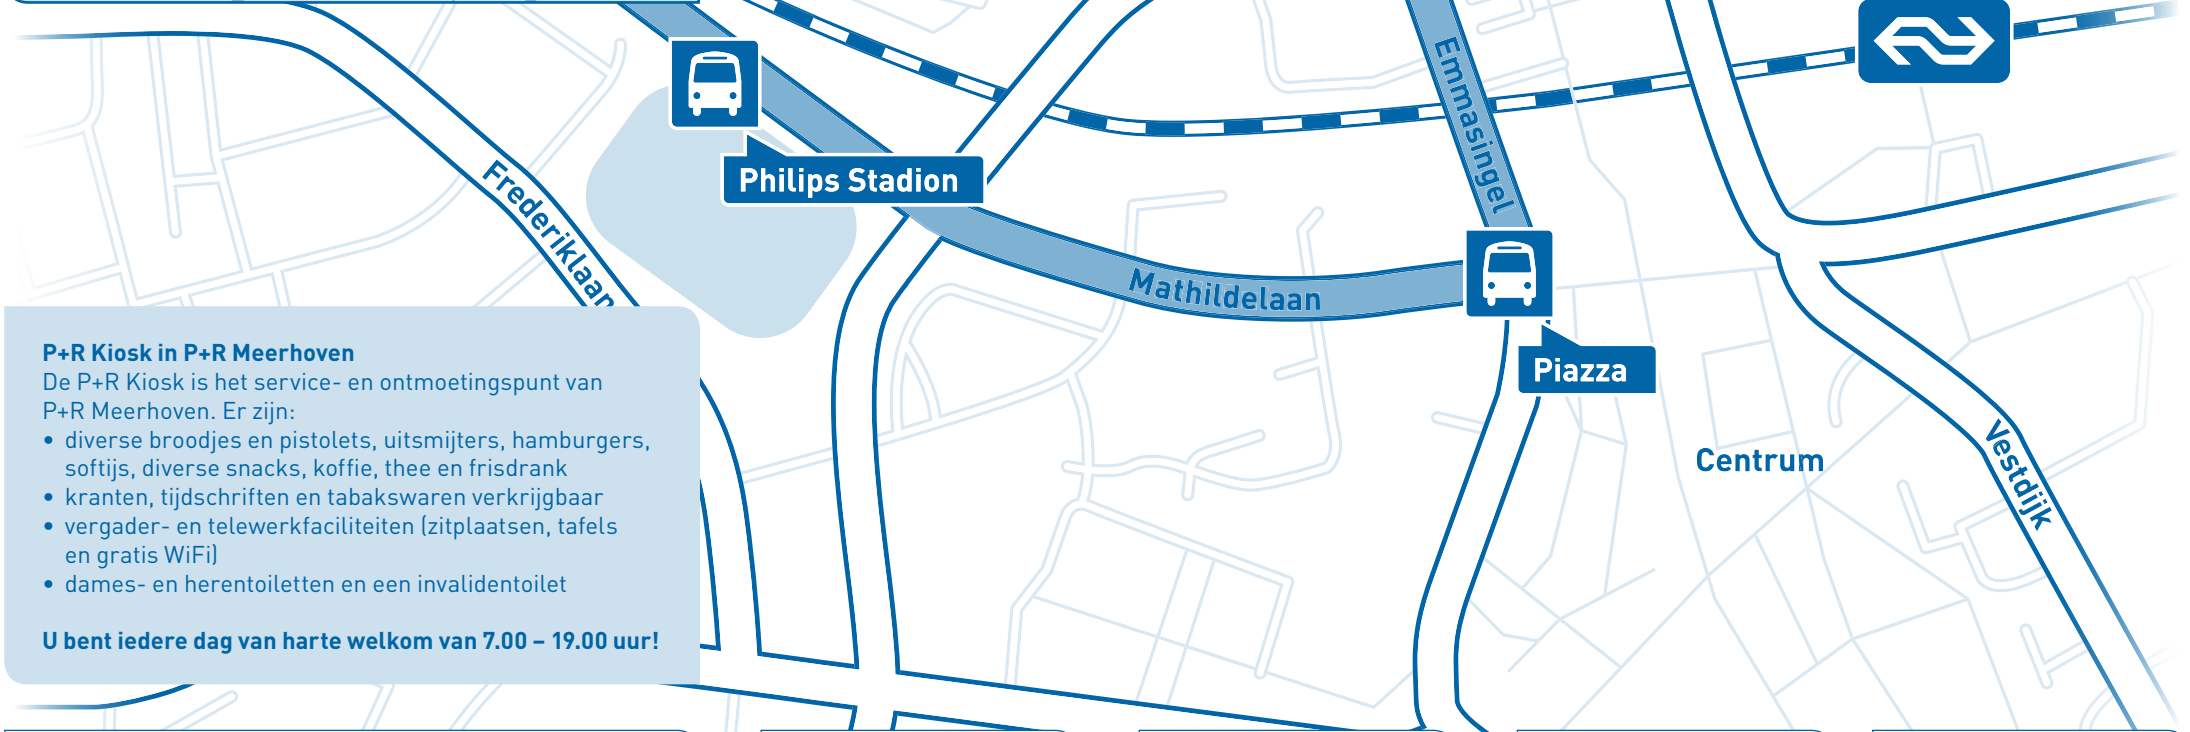 Emmasingel
Philips Stadion
Frederiklaan
Mathildelaan
Piazza
Centrum
Vestdijk
P+R Kiosk in P+R Meerhoven
De P+R Kiosk is het service- en ontmoetingspunt van
P+R Meerhoven. Er zijn:
• diverse broodjes en pistolets, uitsmijters, hamburgers,
softijs, diverse snacks, koffie, thee en frisdrank
• kranten, tijdschriften en tabakswaren verkrijgbaar
• vergader- en telewerkfaciliteiten (zitplaatsen, tafels
en gratis WiFi)
• dames- en herentoiletten en een invalidentoilet
U bent iedere dag van harte welkom van 7.00 – 19.00 uur!